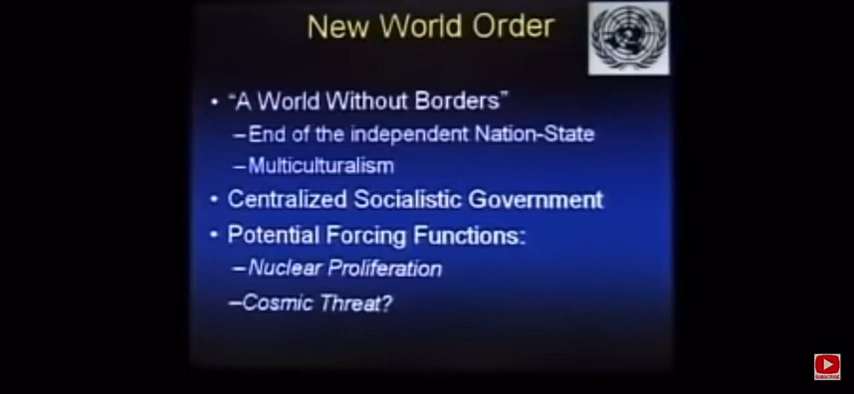 New World Order
• “A World Without Borders”
–End of the independent Nation-State
–Multiculturalism
• Centralized Socialistic Government
• Potential Forcing Functions:
–Nuclear Proliferation
–Cosmic Threat?
SUBSCRIBE